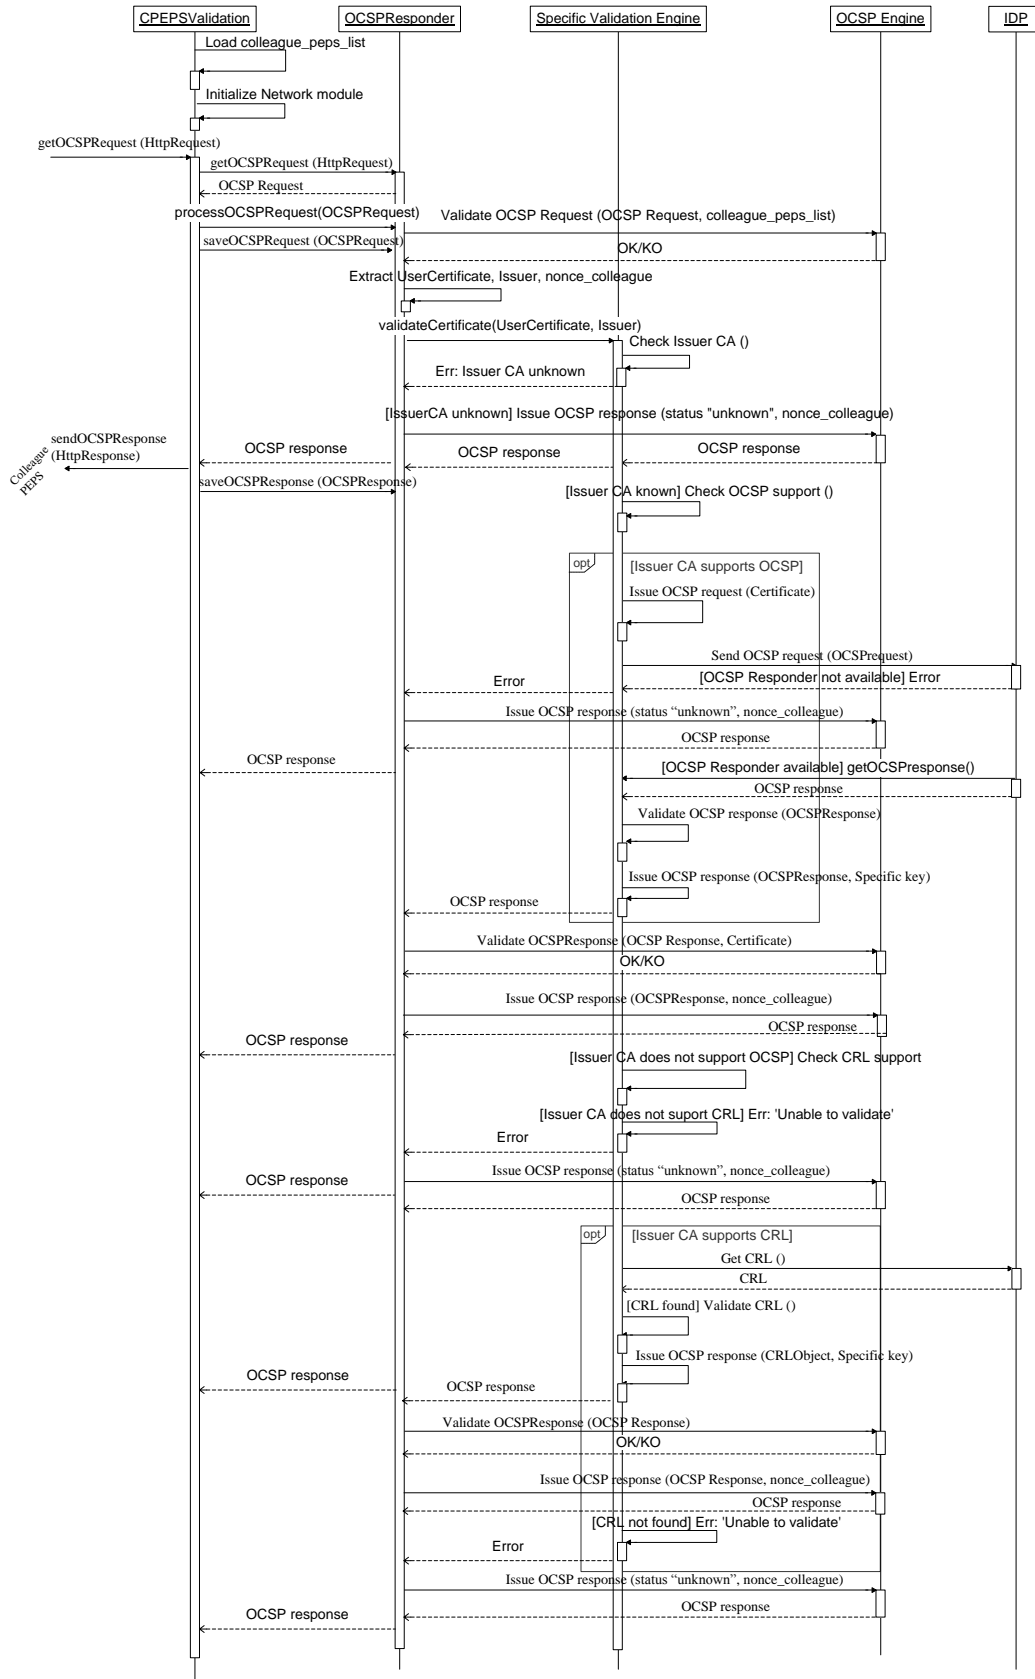 CPEPSValidation
OCSPResponder
Specific Validation Engine
OCSP Engine
IDP
Load colleague_peps_list
Initialize Network module
getOCSPRequest (HttpRequest)
getOCSPRequest (HttpRequest)
OCSP Request
processOCSPRequest(OCSPRequest)
Validate OCSP Request (OCSP Request, colleague_peps_list)
saveOCSPRequest (OCSPRequest)
OK/KO
Extract UserCertificate, Issuer, nonce_colleague
validateCertificate(UserCertificate, Issuer)
Check Issuer CA ()
Err: Issuer CA unknown
[IssuerCA unknown] Issue OCSP response (status "unknown", nonce_colleague)
sendOCSPResponse
(HttpResponse)
Colleague
PEPS
OCSP response
OCSP response
OCSP response
saveOCSPResponse (OCSPResponse)
[Issuer CA known] Check OCSP support ()
opt
[Issuer CA supports OCSP]
Issue OCSP request (Certificate)
Send OCSP request (OCSPrequest)
Error
[OCSP Responder not available] Error
Issue OCSP response (status “unknown”, nonce_colleague)
OCSP response
OCSP response
[OCSP Responder available] getOCSPresponse()
OCSP response
Validate OCSP response (OCSPResponse)
Issue OCSP response (OCSPResponse, Specific key)
OCSP response
Validate OCSPResponse (OCSP Response, Certificate)
OK/KO
Issue OCSP response (OCSPResponse, nonce_colleague)
OCSP response
OCSP response
[Issuer CA does not support OCSP] Check CRL support
[Issuer CA does not suport CRL] Err: 'Unable to validate'
Error
Issue OCSP response (status “unknown”, nonce_colleague)
OCSP response
OCSP response
opt
[Issuer CA supports CRL]
Get CRL ()
CRL
[CRL found] Validate CRL ()
Issue OCSP response (CRLObject, Specific key)
OCSP response
OCSP response
Validate OCSPResponse (OCSP Response)
OK/KO
Issue OCSP response (OCSP Response, nonce_colleague)
OCSP response
[CRL not found] Err: 'Unable to validate'
Error
Issue OCSP response (status “unknown”, nonce_colleague)
OCSP response
OCSP response